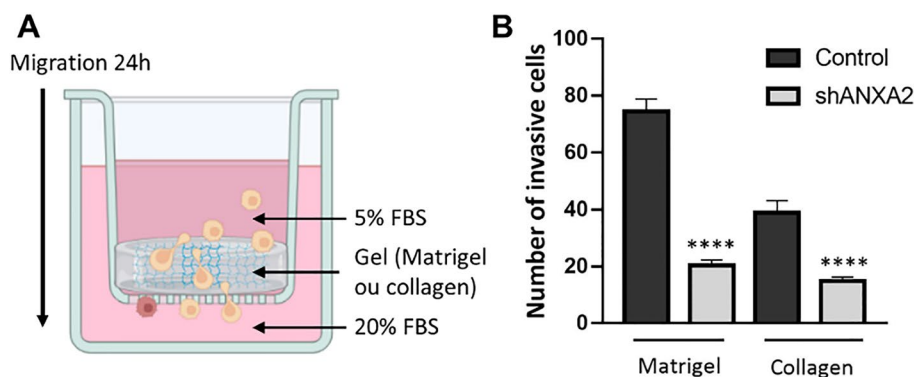 A
Migration 24h
5% FBS
Gel (Matrigel
ou collagen)
20% FBS
B
Number of invasive cells
100
80
60
40
20
0
Control
shANXA2
****
****
Matrigel
Collagen